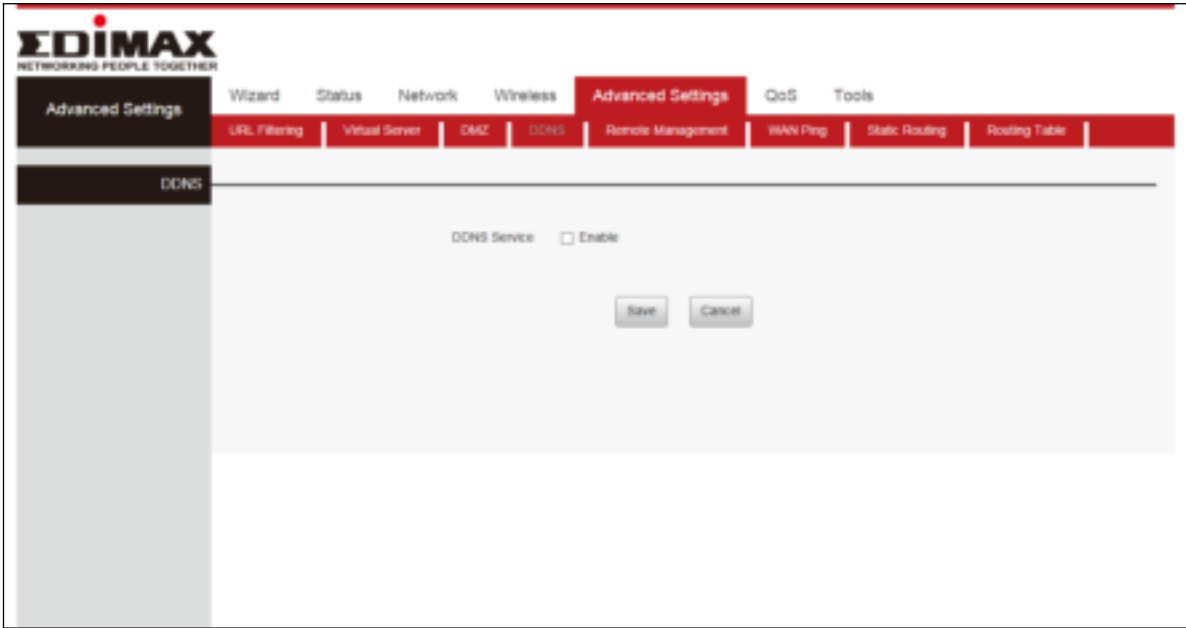 EDIMAX
NETWORKING PEOPLE TOGETHER
Advanced Settings
Wizard Status Network Wireless Advanced Settings QoS Tools
URL Filtering Virtual Server DMZ DDNS Remote Management WAN Ping Static Routing Routing Table
DDNS
DDNS Service Enable
Save Cancel